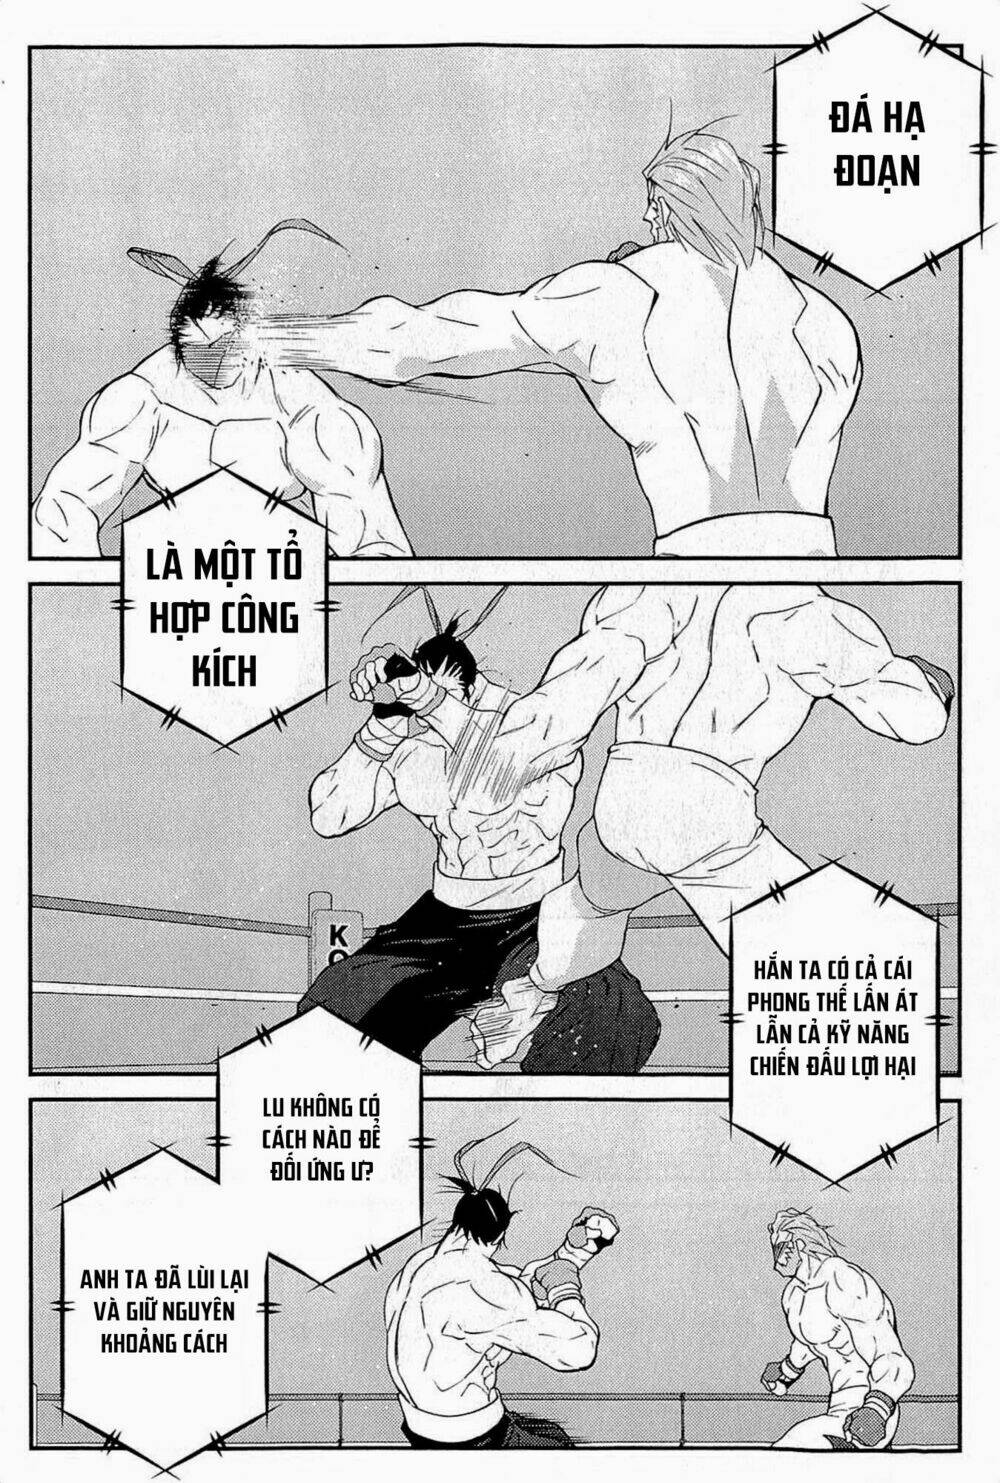 ĐÁ HẠ
ĐOẠN
LÀ MỘT TỔ
HỢP CÔNG
KÍCH
KO
HẮN TA CÓ CẢ CÁI
PHONG THẾ LẤN ÁT
LẪN CẢ KỸ NĂNG
CHIẾN ĐẤU LỢI HẠI
LU KHÔNG CÓ
CÁCH NÀO ĐỂ
ĐỐI ỨNG Ư?
ANH TA ĐÃ LÙI LẠI
VÀ GIỮ NGUYÊN
KHOẢNG CÁCH